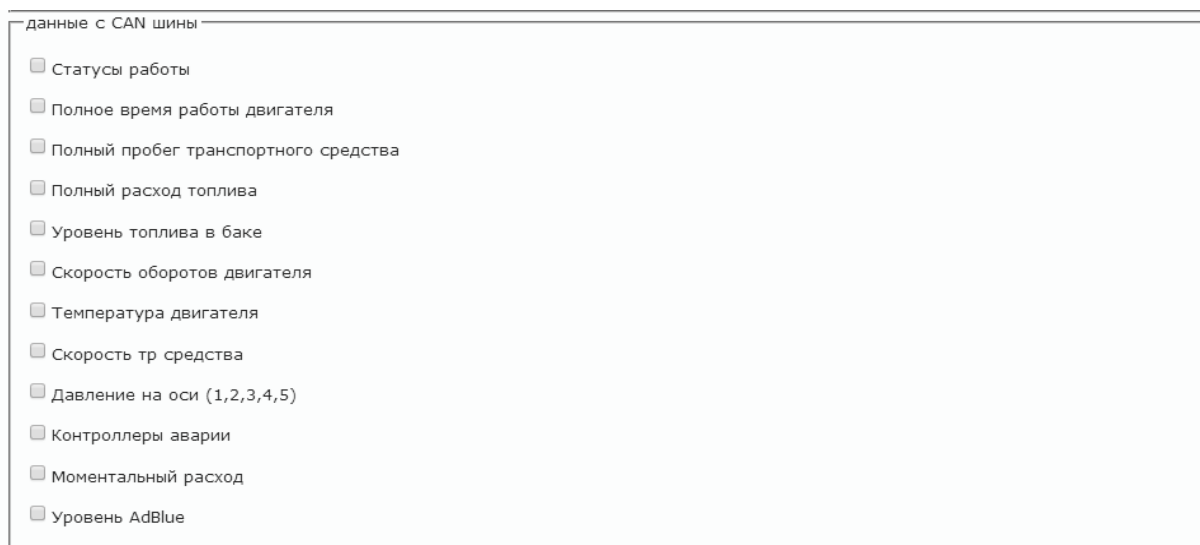 данные с CAN шины
Статусы работы
Полное время работы двигателя
Полный пробег транспортного средства
Полный расход топлива
Уровень топлива в баке
Скорость оборотов двигателя
Температура двигателя
Скорость тр средства
Давление на оси (1,2,3,4,5)
Контроллеры аварии
Моментальный расход
Уровень AdBlue